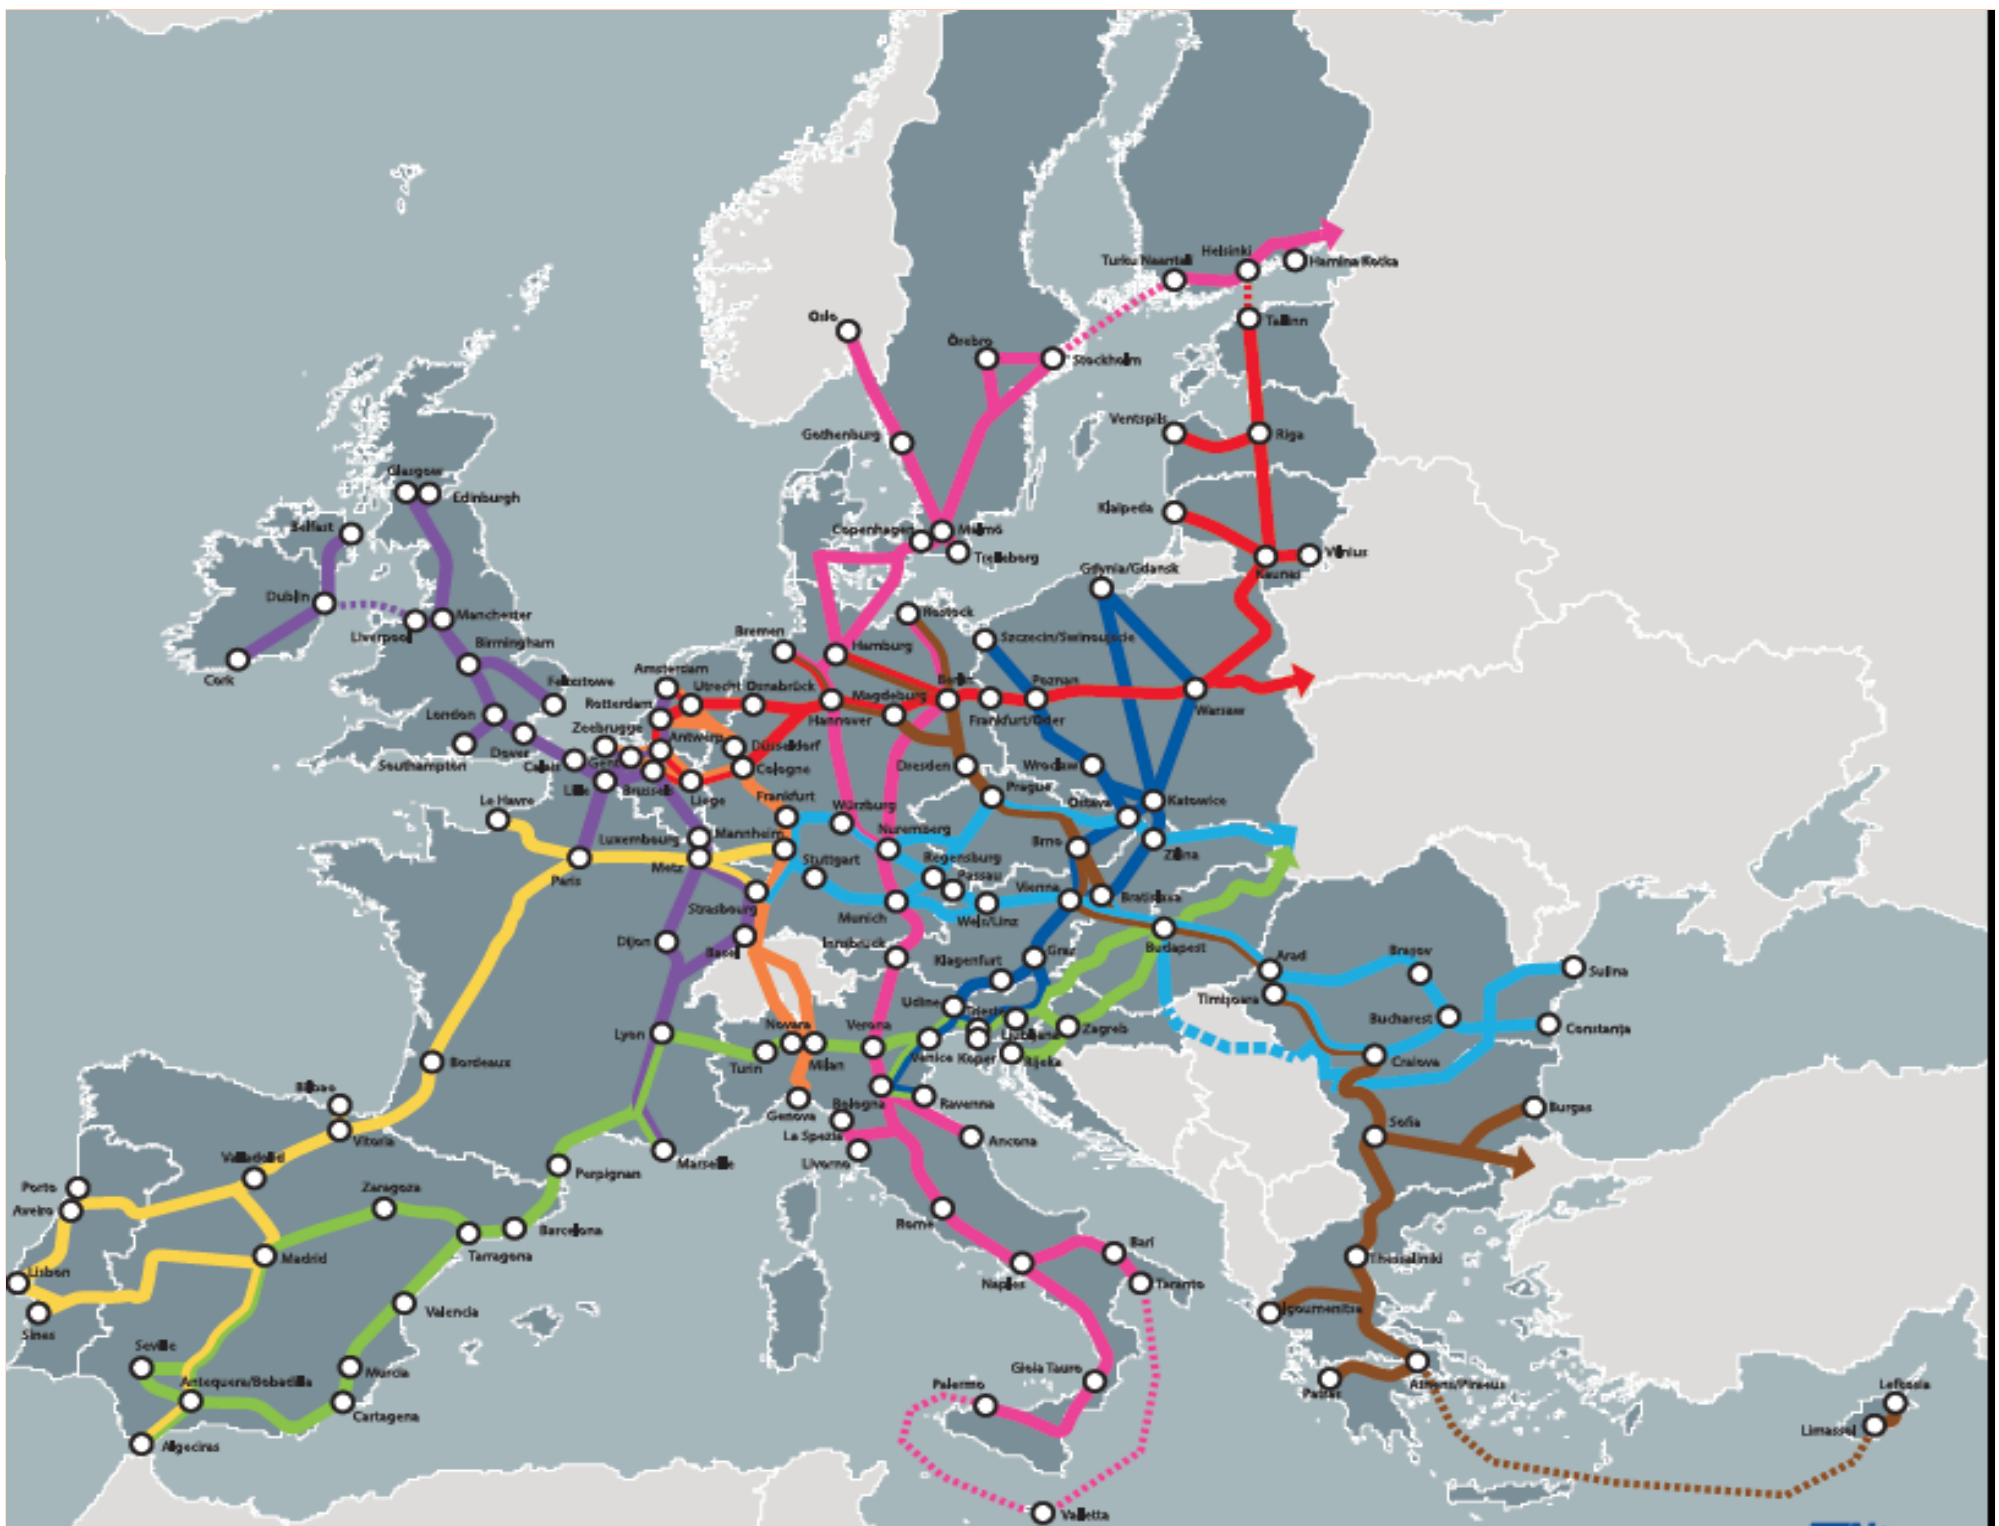 Helsinki
Turku Naantali
Hamina Kotka
Oslo
Tallinn
Örebro
Stockholm
Ventspils
Riga
Gothenburg
Glasgow
Edinburgh
Klaipeda
Belfast
Copenhagen
Malmö
Trelleborg
Vilnius
Gdynia/Gdansk
Dublin
Manchester
Liverpool
Rostock
Bremen
Szczecin/Swinoujscie
Birmingham
Hamburg
Cork
Amsterdam
Felixstowe
Utrecht
Osnabrück
Rotterdam
Magdeburg
Berlin
Poznan
London
Zeebrugge
Hannover
Frankfurt/Oder
Warsaw
Dover
Antwerp
Düsseldorf
Southampton
Calais
Gent
Cologne
Dresden
Wroclaw
Lille
Brussels
Liege
Le Havre
Frankfurt
Würzburg
Prague
Ostava
Katowice
Luxembourg
Mannheim
Nuremberg
Brno
Zilina
Metz
Stuttgart
Regensburg
Paris
Passau
Vienna
Bratislava
Strasbourg
Munich
Wels/Linz
Dijon
Basel
Innsbruck
Graz
Budapest
Klagenfurt
Arad
Brasov
Sulina
Udine
Trieste
Timișoara
Lyon
Novara
Verona
Ljubljana
Zagreb
Bucharest
Constanța
Turin
Milan
Venice
Koper
Rijeka
Craiova
Bordeaux
Bilbao
Genova
Bologna
Ravenna
Burgas
Vitoria
La Spezia
Ancona
Sofia
Valladolid
Livorno
Marseille
Perpignan
Porto
Zaragoza
Aveiro
Rome
Barcelona
Madrid
Tarragona
Bari
Thessaliniki
Lisbon
Naples
Taranto
Valencia
Igoumenitsa
Sines
Seville
Murcia
Gioia Tauro
Antequera/Bobadilla
Palermo
Patras
Athens/Piraeus
Lefkosia
Cartagena
Limassol
Algeciras
Valletta